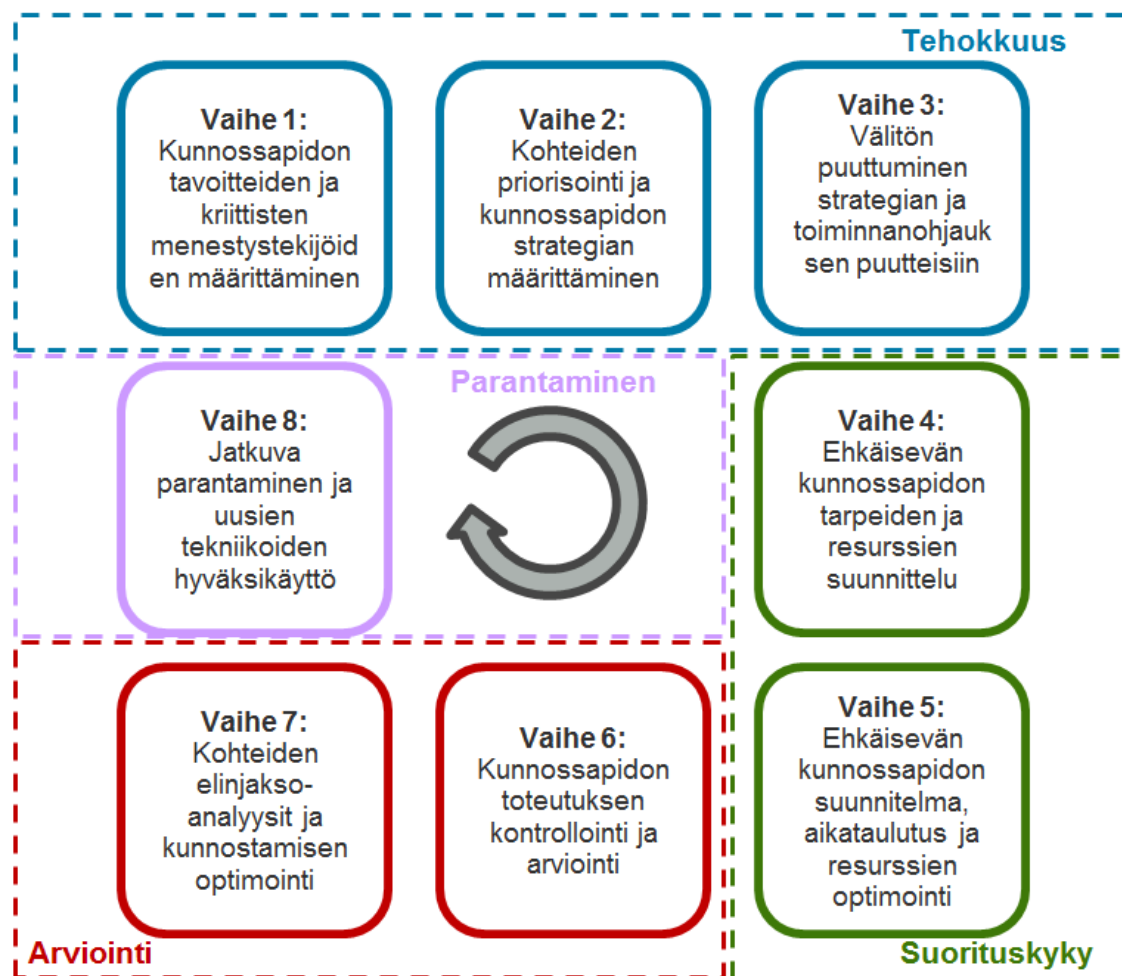 Tehokkuus
Vaihe 1:
Kunnossapidon
tavoitteiden ja
kriittisten
menestystekijöid
en määrittäminen
Vaihe 2:
Kohteiden
priorisointi ja
kunnossapidon
strategian
määrittäminen
Vaihe 3:
Välitön
puuttuminen
strategian ja
toiminnanohjauk
sen puutteisiin
Parantaminen
Vaihe 8:
Jatkuva
parantaminen ja
uusien
tekniikoiden
hyväksikäyttö
Vaihe 4:
Ehkäisevän
kunnossapidon
tarpeiden ja
resurssien
suunnittelu
Vaihe 7:
Kohteiden
elinjakso-
analyysit ja
kunnostamisen
optimointi
Vaihe 6:
Kunnossapidon
toteutuksen
kontrollointi ja
arviointi
Vaihe 5:
Ehkäisevän
kunnossapidon
suunnitelma,
aikataulutus ja
resurssien
optimointi
Arviointi
Suorituskyky